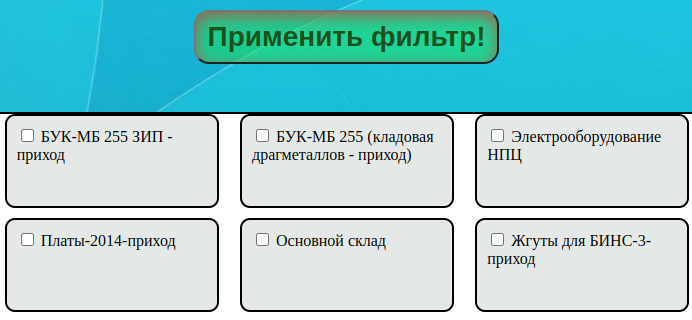 Применить фильтр!
БУК-МБ 255 ЗИП -
приход
БУК-МБ 255 (кладовая
драгметаллов - приход)
Электрооборудование
НПЦ
Платы-2014-приход
Основной склад
Жгуты для БИНС-3-
приход